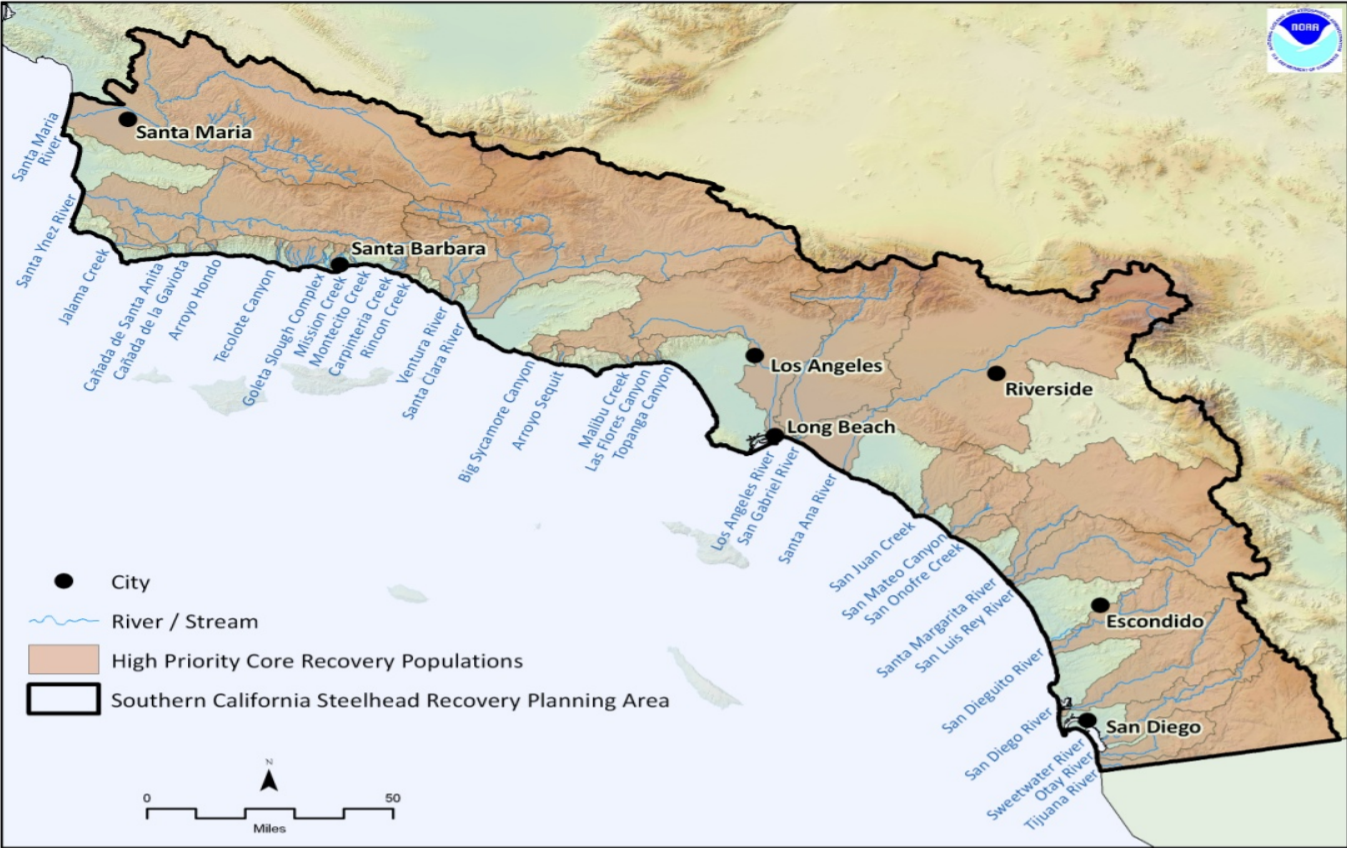 NOAA
Santa Maria
Santa Maria
River
Santa Ynez River
Santa Barbara
Jalama Creek
Cañada de Santa Anita
Cañada de la Gaviota
Arroyo Hondo
Tecolote Canyon
Goleta Slough Complex
Mission Creek
Montecito Creek
Carpinteria Creek
Rincon Creek
Ventura River
Santa Clara River
Big Sycamore Canyon
Arroyo Sequit
Malibu Creek
Las Flores Canyon
Topanga Canyon
Los Angeles
Riverside
Long Beach
Los Angeles River
San Gabriel River
Santa Ana River
San Juan Creek
San Mateo Canyon
San Onofre Creek
Santa Margarita River
San Luis Rey River
Escondido
San Dieguito River
San Diego River
San Diego
Sweetwater River
Otay River
Tijuana River
City
River / Stream
High Priority Core Recovery Populations
Southern California Steelhead Recovery Planning Area
N
0 50
Miles